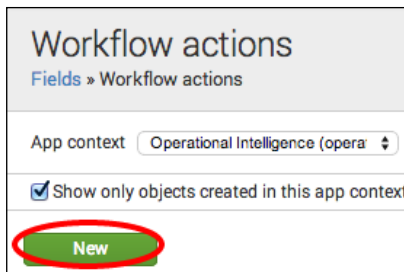 Workflow actions
Fields » Workflow actions
App context Operational Intelligence (opera
Show only objects created in this app context
New